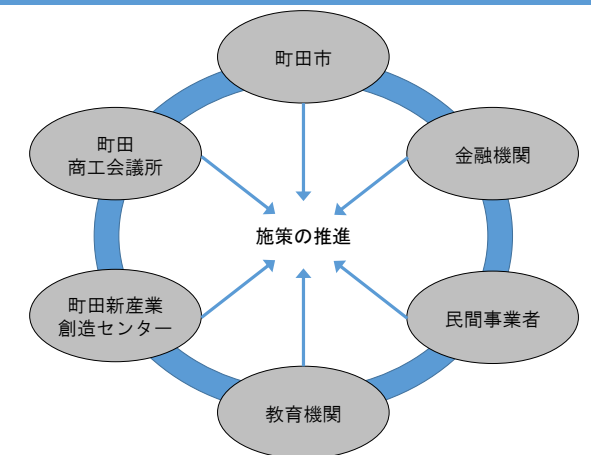 町田市
町田
商工会議所
金融機関
施策の推進
町田新産業
創造センター
民間事業者
教育機関